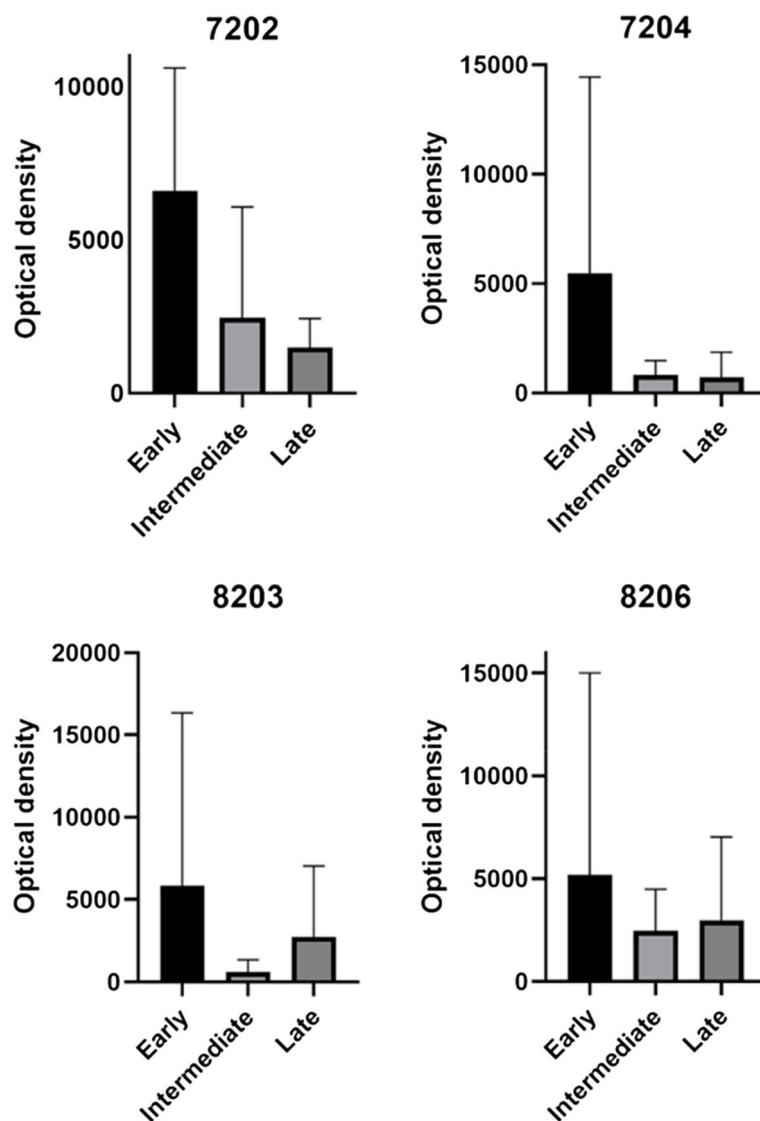 7202
Optical density
10000
5000
0
Early
Intermediate
Late
7204
Optical density
15000
10000
5000
0
Early
Intermediate
Late
8203
Optical density
20000
15000
10000
5000
0
Early
Intermediate
Late
8206
Optical density
15000
10000
5000
0
Early
Intermediate
Late